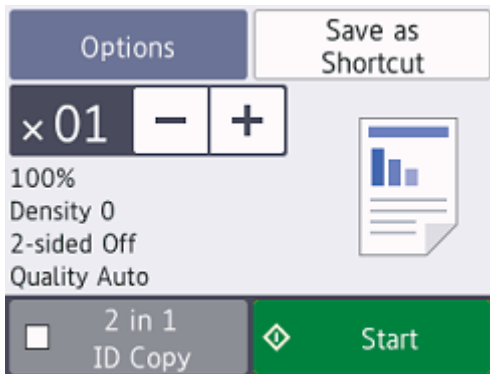 Options
Save as
Shortcut
×01 − +
100%
Density 0
2-sided Off
Quality Auto
2 in 1
ID Copy
Start